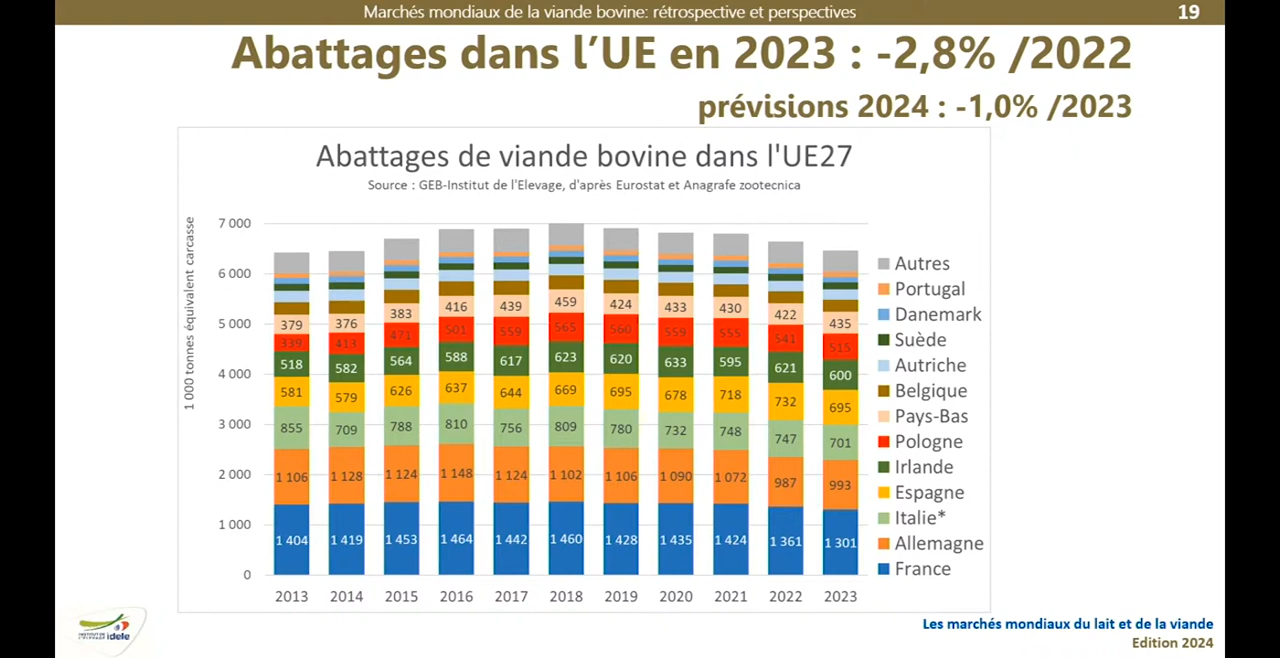 Marchés mondiaux de la viande bovine: rétrospective et perspectives
19
Abattages dans l’UE en 2023 : -2,8% /2022
prévisions 2024 : -1,0% /2023
Abattages de viande bovine dans l'UE27
Source : GEB-Institut de l'Elevage, d'après Eurostat et Anagrafe zootecnica
1 000 tonnes équivalent carcasse
7 000
6 000
5 000
4 000
3 000
2 000
1 000
0
379 376 383 416 439 459 424 433 430 422 435
339 413 471 501 559 565 560 559 555 541 515
518 582 564 588 617 623 620 633 595 621 600
581 579 626 637 644 669 695 678 718 732 695
855 709 788 810 756 809 780 732 748 747 701
1 106 1 128 1 124 1 148 1 124 1 102 1 106 1 090 1 072 987 993
1 404 1 419 1 453 1 464 1 442 1 460 1 428 1 435 1 424 1 361 1 301
2013 2014 2015 2016 2017 2018 2019 2020 2021 2022 2023
Autres
Portugal
Danemark
Suède
Autriche
Belgique
Pays-Bas
Pologne
Irlande
Espagne
Italie*
Allemagne
France
idele
Les marchés mondiaux du lait et de la viande
Edition 2024